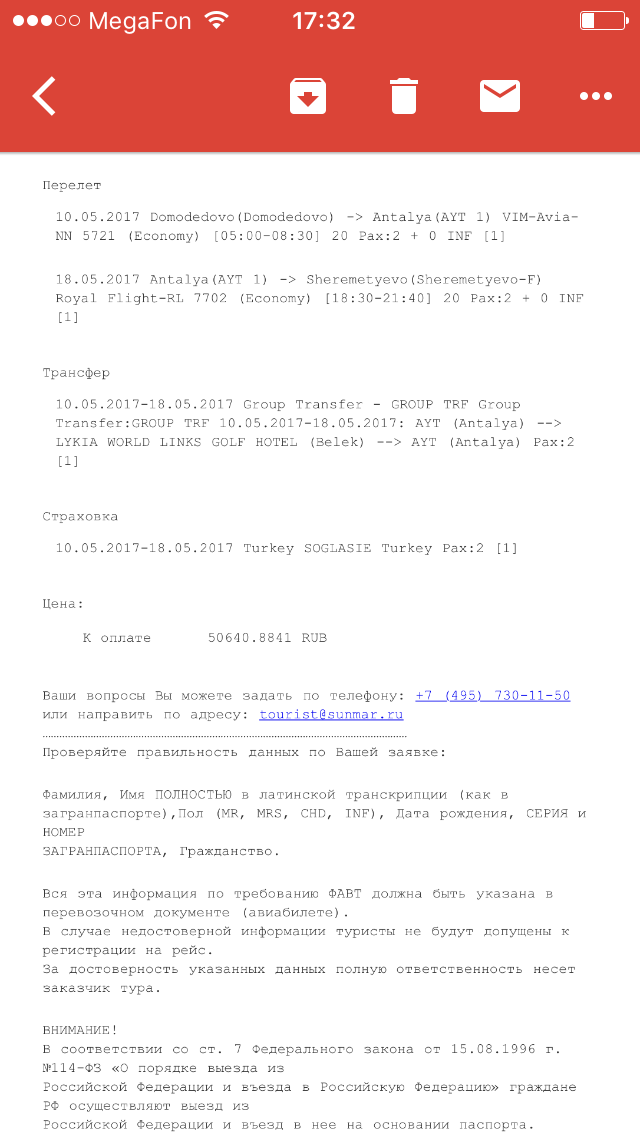 MegaFon 17:32
Перелет
10.05.2017 Domodedovo(Domodedovo) -> Antalya(AYT 1) VIM-Avia-
NN 5721 (Economy) [05:00-08:30] 20 Pax:2 + 0 INF [1]
18.05.2017 Antalya(AYT 1) -> Sheremetyevo(Sheremetyevo-F)
Royal Flight-RL 7702 (Economy) [18:30-21:40] 20 Pax:2 + 0 INF
[1]
Трансфер
10.05.2017-18.05.2017 Group Transfer - GROUP TRF Group
Transfer:GROUP TRF 10.05.2017-18.05.2017: AYT (Antalya) -->
LYKIA WORLD LINKS GOLF HOTEL (Belek) --> AYT (Antalya) Pax:2
[1]
Страховка
10.05.2017-18.05.2017 Turkey SOGLASIE Turkey Pax:2 [1]
Цена:
К оплате 50640.8841 RUB
Ваши вопросы Вы можете задать по телефону: +7 (495) 730-11-50
или направить по адресу: tourist@sunmar.ru
Проверяйте правильность данных по Вашей заявке:
Фамилия, Имя ПОЛНОСТЬЮ в латинской транскрипции (как в
загранпаспорте),Пол (MR, MRS, CHD, INF), Дата рождения, СЕРИЯ и
НОМЕР
ЗАГРАНПАСПОРТА, Гражданство.
Вся эта информация по требованию ФАВТ должна быть указана в
перевозочном документе (авиабилете).
В случае недостоверной информации туристы не будут допущены к
регистрации на рейс.
За достоверность указанных данных полную ответственность несет
заказчик тура.
ВНИМАНИЕ!
В соответствии со ст. 7 Федерального закона от 15.08.1996 г.
№114-ФЗ «О порядке выезда из
Российской Федерации и въезда в Российскую Федерацию» граждане
РФ осуществляют выезд из
Российской Федерации и въезд в нее на основании паспорта.